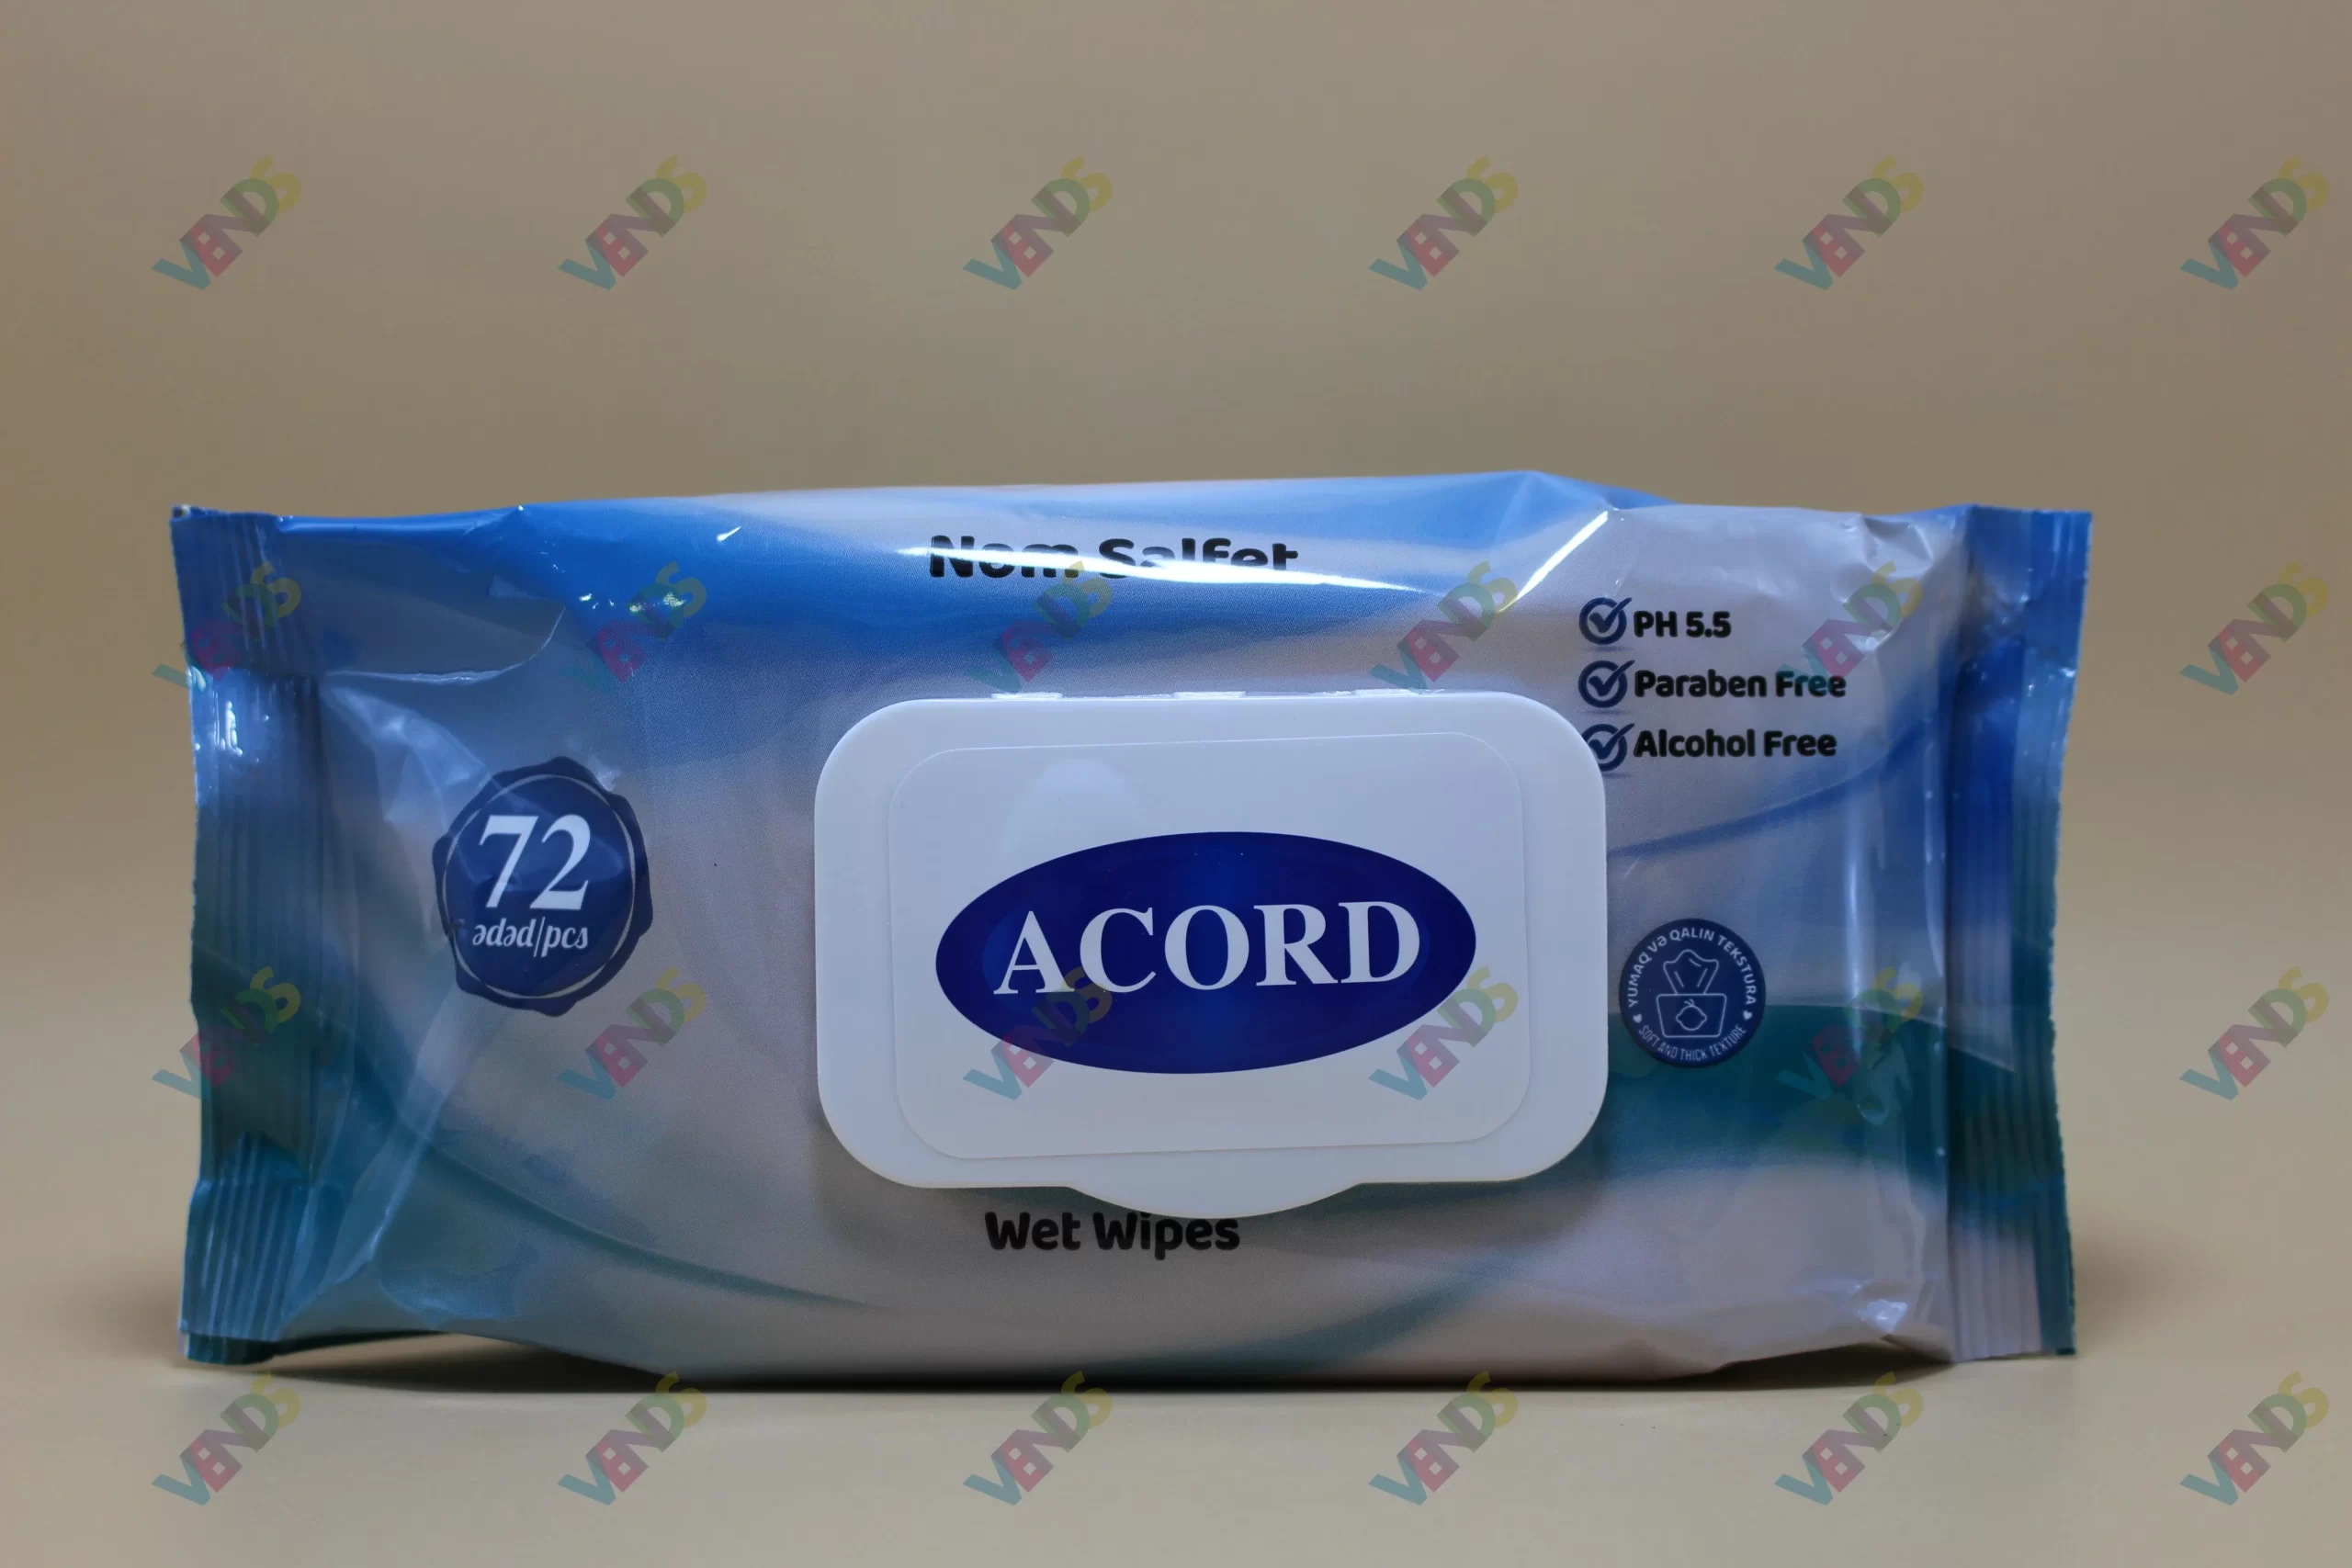 Nəm Salfet
PH 5.5
Paraben Free
Alcohol Free
72
ədəd/pcs
ACORD
YUMAQ Və QALIN TEKSTURA
SOFT AND THICK TEXTURE
Wet Wipes
VENDS